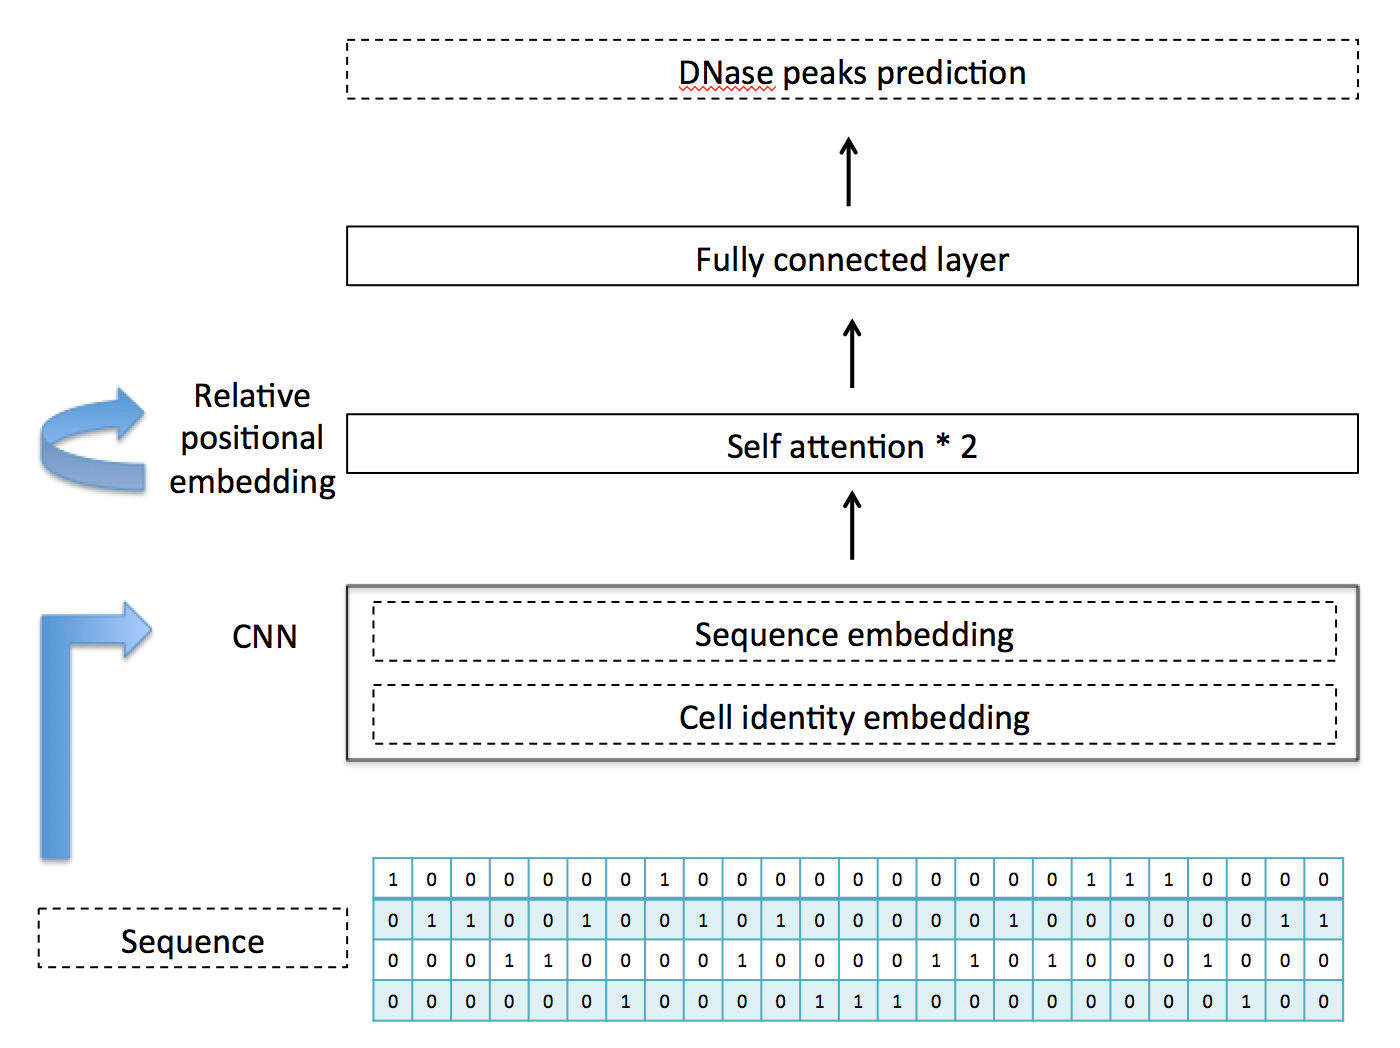 DNase peaks prediction
Fully connected layer
Relative
positional
embedding
Self attention * 2
CNN
Sequence embedding
Cell identity embedding
Sequence
1 0 0 0 0 0 0 1 0 0 0 0 0 0 0 0 0 0 1 1 1 0 0 0 0
0 1 1 0 0 1 0 0 1 0 1 0 0 0 0 0 1 0 0 0 0 0 0 1 1
0 0 0 1 1 0 0 0 0 1 0 0 0 0 1 1 0 1 0 0 0 1 0 0 0
0 0 0 0 0 0 1 0 0 0 0 1 1 1 0 0 0 0 0 0 0 0 1 0 0